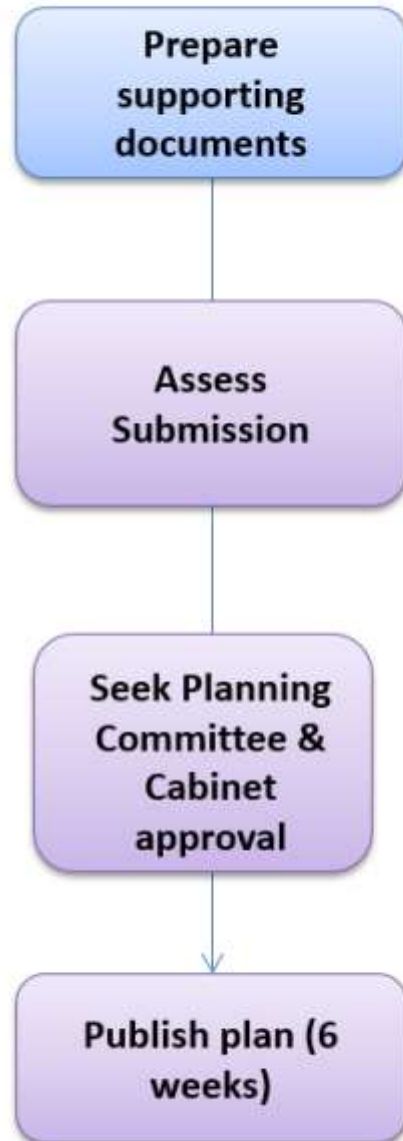 Prepare
supporting
documents
Assess
Submission
Seek Planning
Committee &
Cabinet
approval
Publish plan (6
weeks)